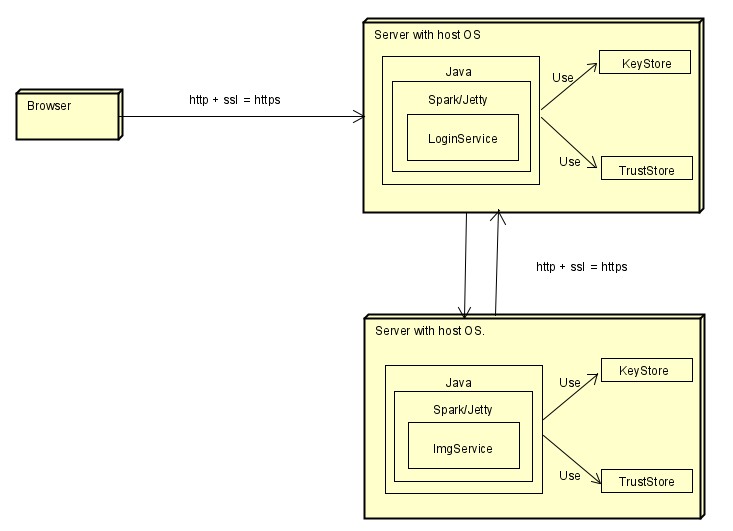 Server with host OS
KeyStore
Java
Use
Spark/Jetty
Browser
http + ssl = https
LoginService
Use
TrustStore
http + ssl = https
Server with host OS.
KeyStore
Java
Use
Spark/Jetty
ImgService
Use
TrustStore